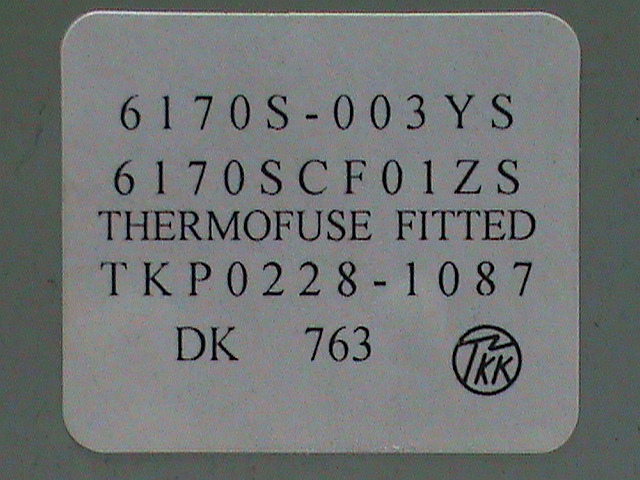 6170S-003YS
6170SCF01ZS
THERMOFUSE FITTED
TKP0228-1087
DK 763
TKK